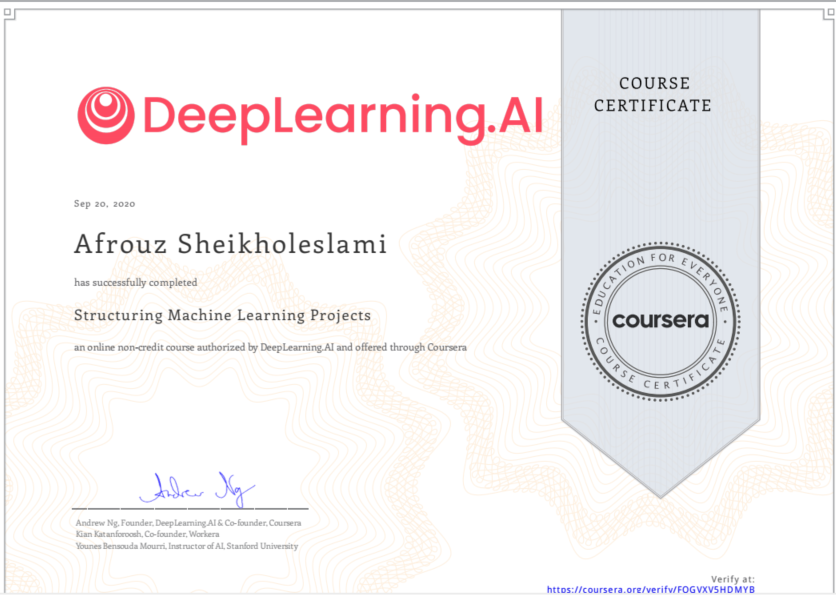 DeepLearning.AI
COURSE
CERTIFICATE
Sep 20, 2020
Afrouz Sheikholeslami
has successfully completed
Structuring Machine Learning Projects
an online non-credit course authorized by DeepLearning.AI and offered through Coursera
EDUCATION FOR EVERYONE
coursera
COURSE CERTIFICATE
Andrew Ng
Andrew Ng, Founder, DeepLearning.AI & Co-founder, Coursera
Kian Katanforoosh, Co-founder, Workera
Younes Bensouda Mourri, Instructor of AI, Stanford University
Verify at:
https://coursera.org/verify/FOGVXV5HDMYB